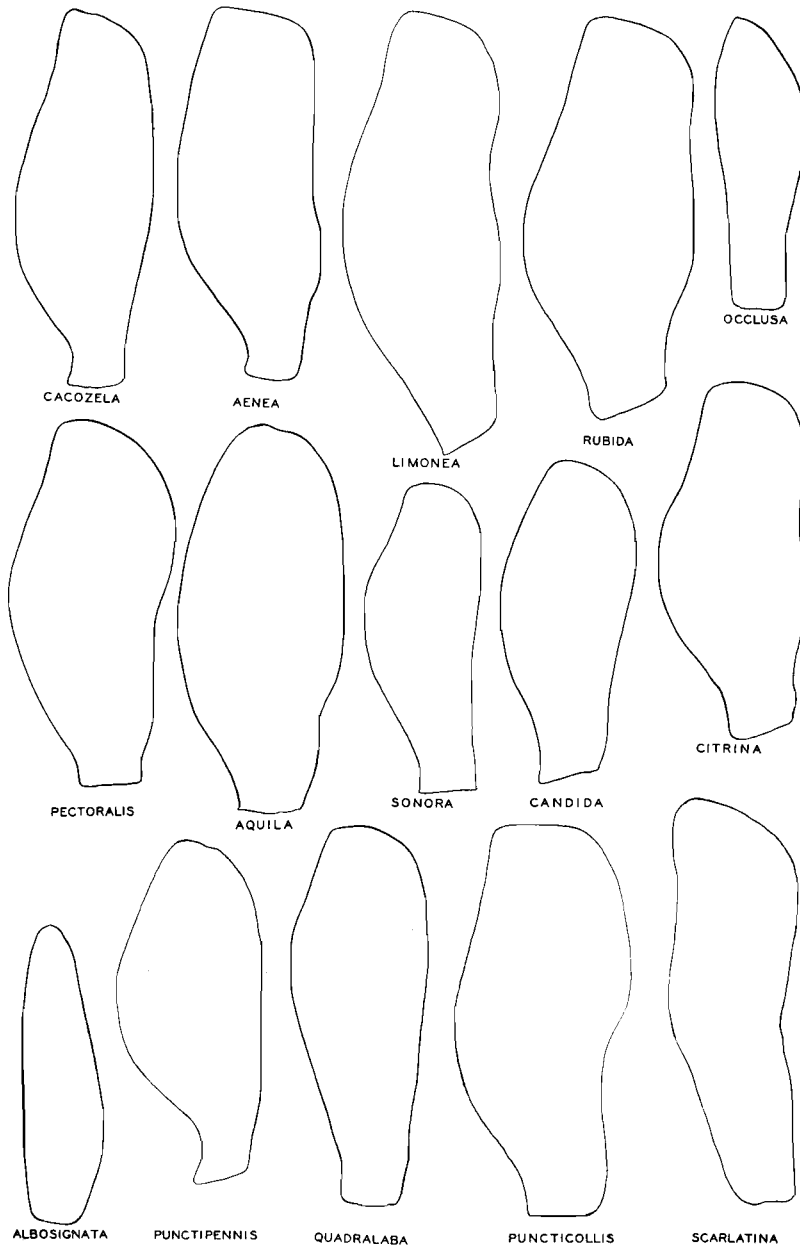 CACOZELA
AENEA
LIMONEA
RUBIDA
OCCLUSA
PECTORALIS
AQUILA
SONORA
CANDIDA
CITRINA
ALBOSIGNATA
PUNCTIPENNIS
QUADRALABA
PUNCTICOLLIS
SCARLATINA